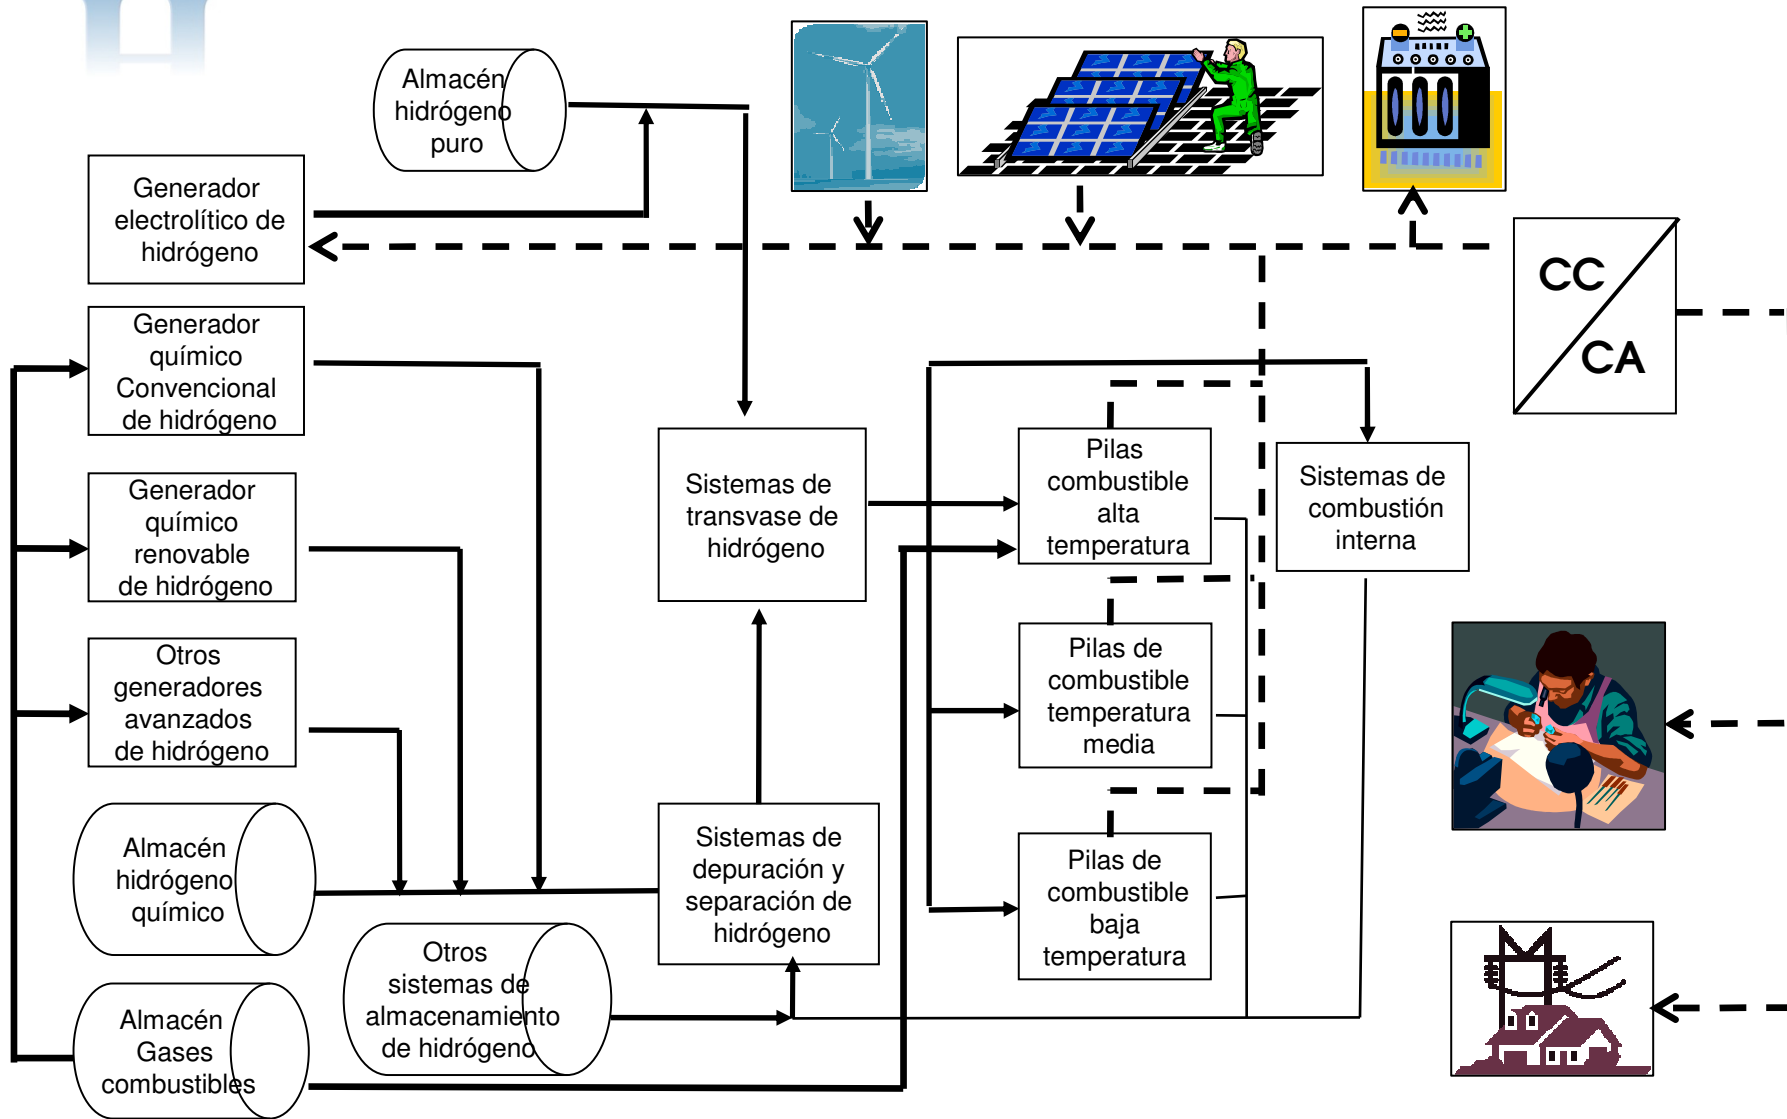 Almacén
hidrógeno
puro
Generador
electrolítico de
hidrógeno
CC
CA
Generador
químico
Convencional
de hidrógeno
Generador
químico
renovable
de hidrógeno
Sistemas de
transvase de
hidrógeno
Pilas
combustible
alta
temperatura
Sistemas de
combustión
interna
Otros
generadores
avanzados
de hidrógeno
Pilas de
combustible
temperatura
media
Almacén
hidrógeno
químico
Sistemas de
depuración y
separación de
hidrógeno
Pilas de
combustible
baja
temperatura
Otros
sistemas de
almacenamiento
de hidrógeno
Almacén
Gases
combustibles